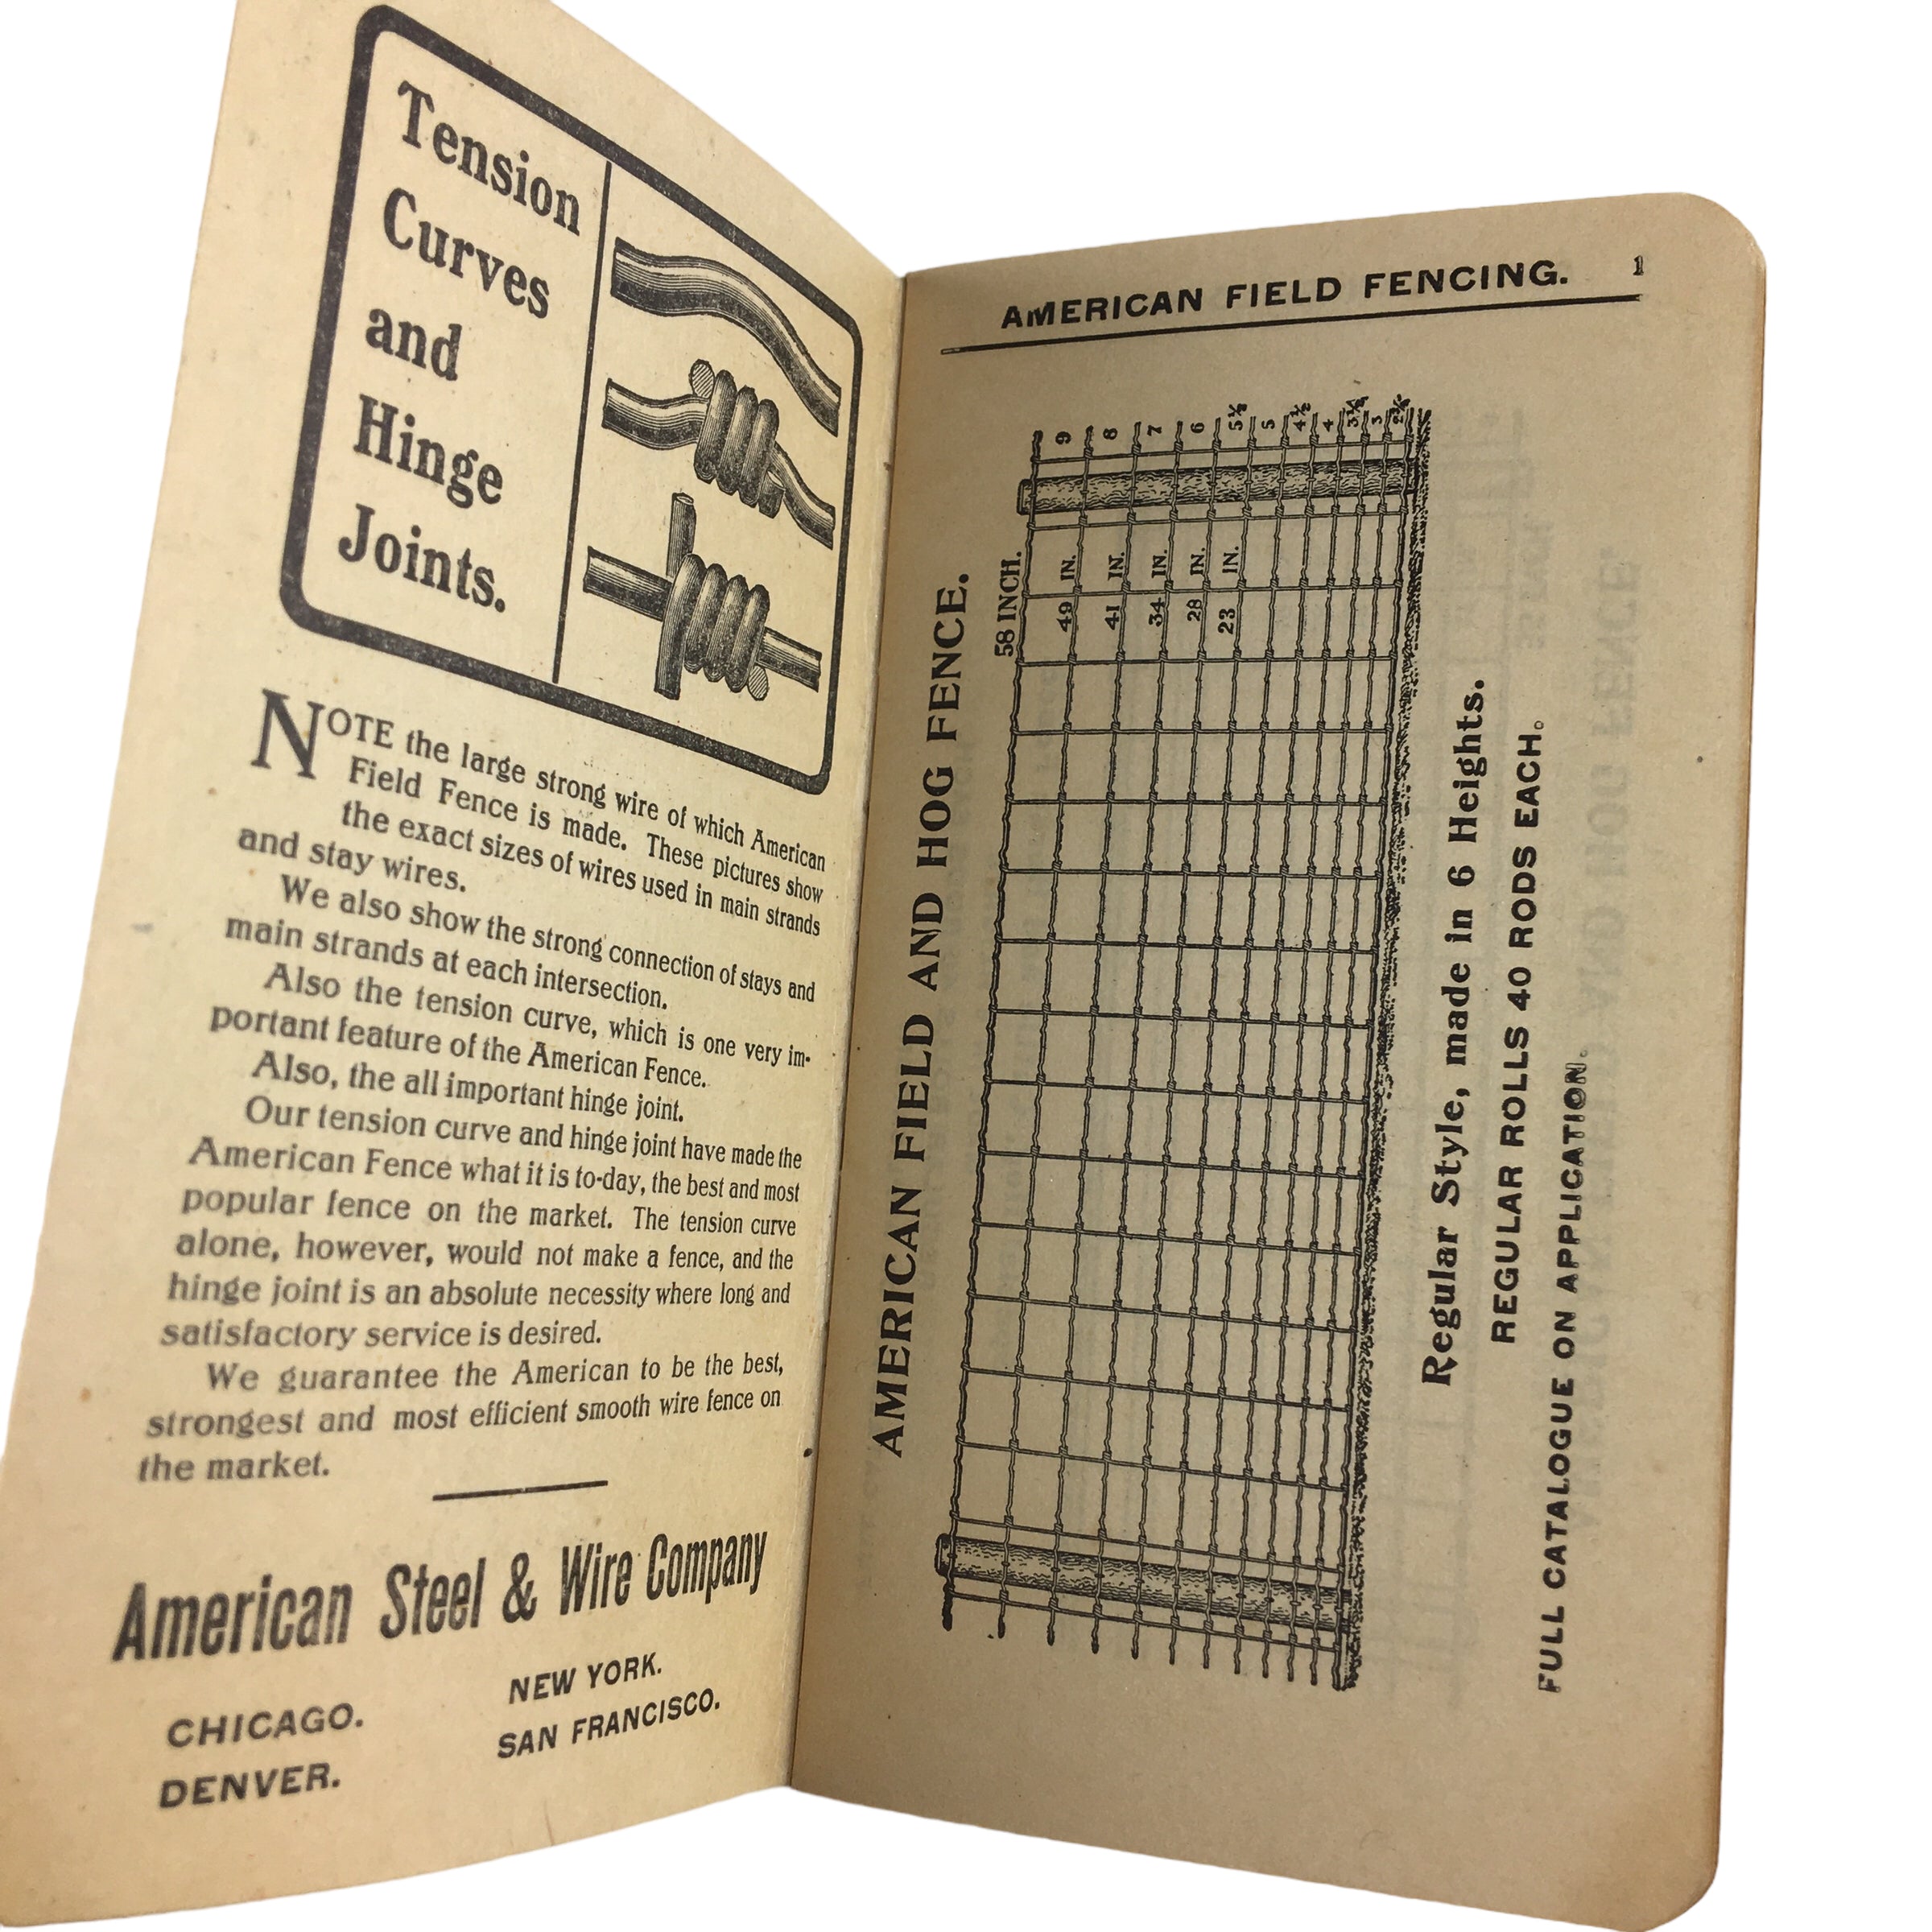 Tension
Curves
and
Hinge
Joints.
NOTE the large strong wire of which American
Field Fence is made. These pictures show
the exact sizes of wires used in main strands
and stay wires.
We also show the strong connection of stays and
main strands at each intersection.
Also the tension curve, which is one very im-
portant feature of the American Fence.
Also, the all important hinge joint.
Our tension curve and hinge joint have made the
American Fence what it is to-day, the best and most
popular fence on the market. The tension curve
alone, however, would not make a fence, and the
hinge joint is an absolute necessity where long and
satisfactory service is desired.
We guarantee the American to be the best,
strongest and most efficient smooth wire fence on
the market.
American Steel & Wire Company
CHICAGO. NEW YORK.
DENVER. SAN FRANCISCO.
AMERICAN FIELD FENCING. 1
AMERICAN FIELD AND HOG FENCE.
58 INCH.
49 IN.
41 IN.
34 IN.
28 IN.
23 IN.
9
8
7
6
5½
5
4½
4
3½
3
Regular Style, made in 6 Heights.
REGULAR ROLLS 40 RODS EACH.
FULL CATALOGUE ON APPLICATION.